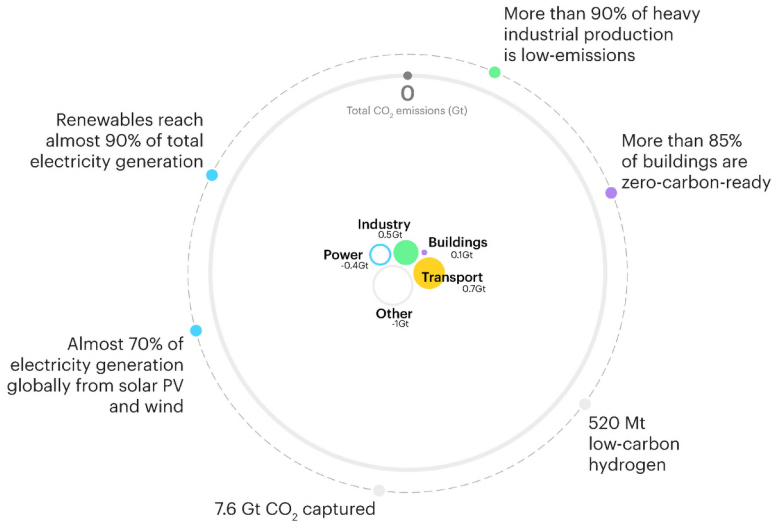 More than 90% of heavy
industrial production
is low-emissions
0
Total CO₂ emissions (Gt)
Renewables reach
almost 90% of total
electricity generation
More than 85%
of buildings are
zero-carbon-ready
Industry
0.5Gt
Buildings
0.1Gt
Power
-0.4Gt
Transport
0.7Gt
Other
-1Gt
Almost 70% of
electricity generation
globally from solar PV
and wind
520 Mt
low-carbon
hydrogen
7.6 Gt CO₂ captured